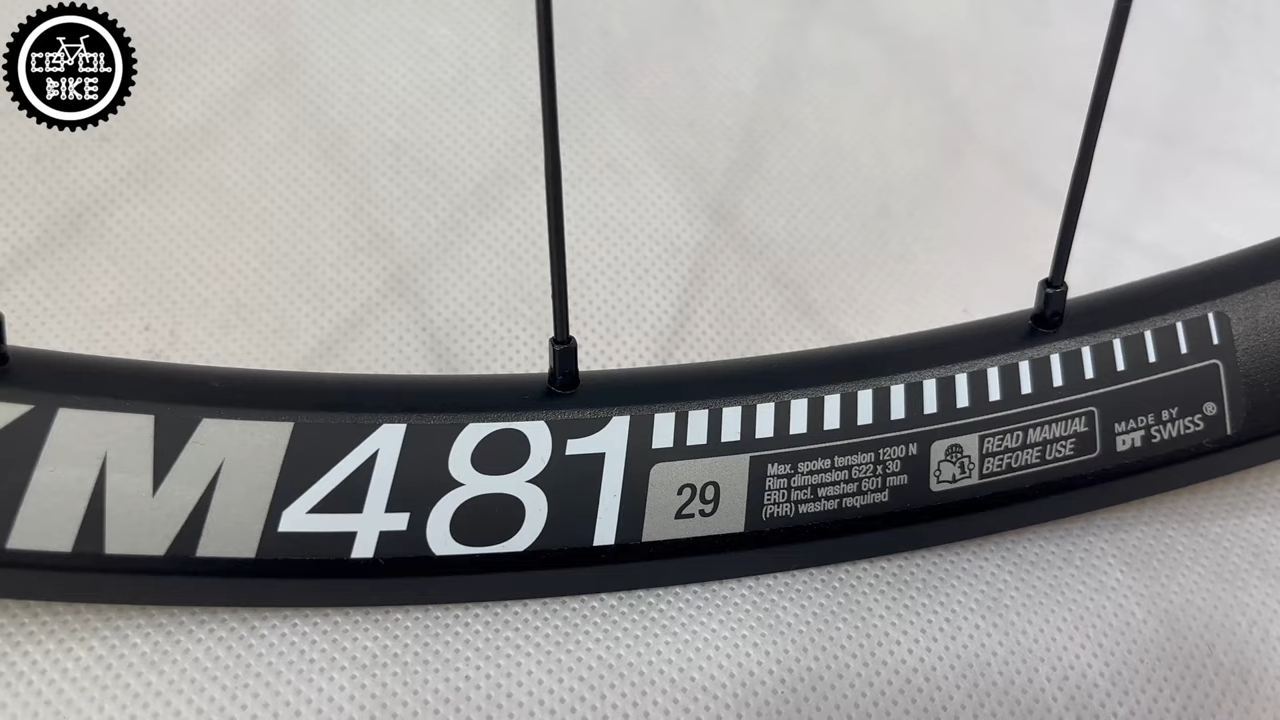 BIKE
M481
29
Max. spoke tension 1200 N
Rim dimension 622 x 30
ERD incl. washer 601 mm
(PHR) washer required
READ MANUAL
BEFORE USE
MADE BY
DT SWISS®